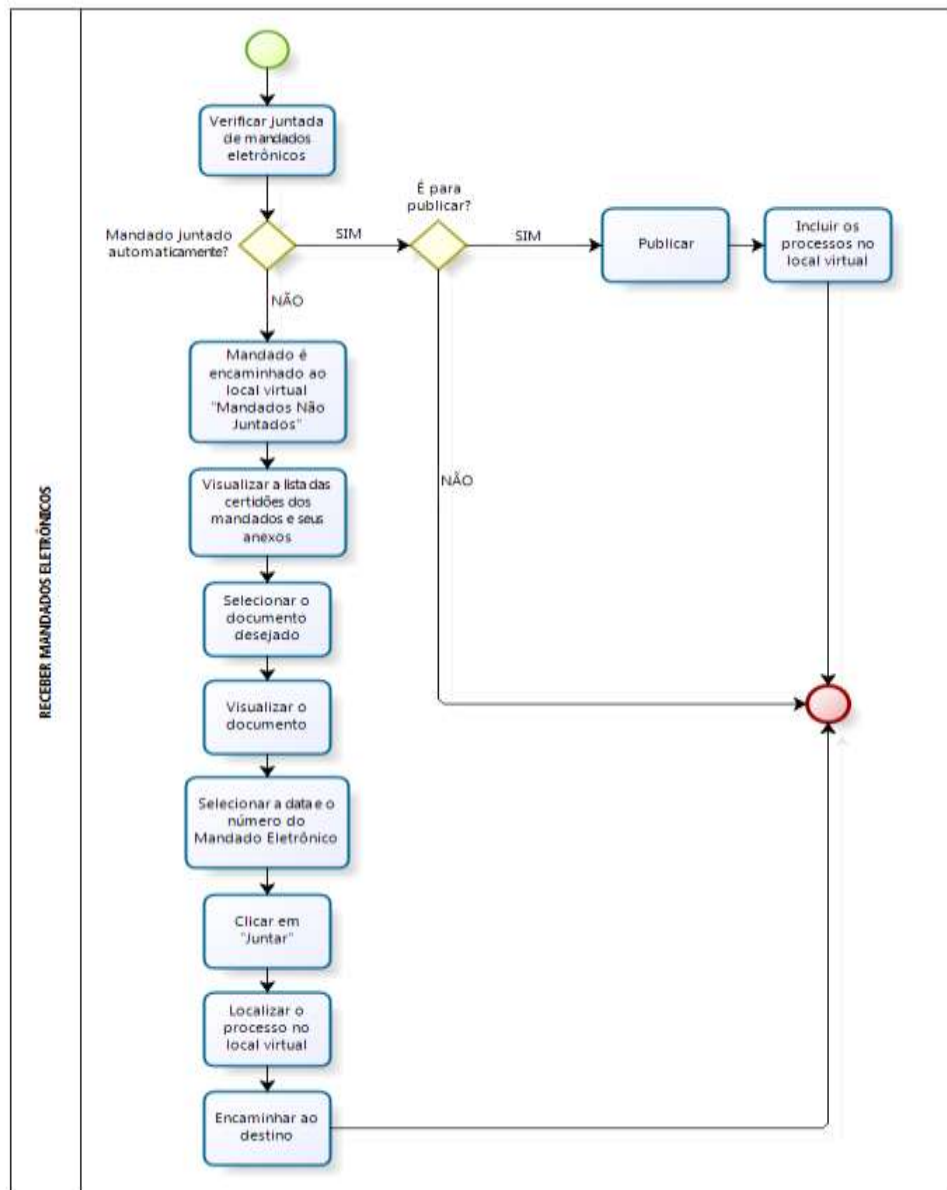 RECEBER MANDADOS ELETRÔNICOS
Verificar juntada
de mandados
eletrônicos
Mandado juntado
automaticamente?
SIM
É para
publicar?
SIM
Publicar
Incluir os
processos no
local virtual
NÃO
NÃO
Mandado é
encaminhado ao
local virtual
"Mandados Não
Juntados"
Visualizar a lista das
certidões dos
mandados e seus
anexos
Selecionar o
documento
desejado
Visualizar o
documento
Selecionar a data e o
número do
Mandado Eletrônico
Clicar em
"Juntar"
Localizar o
processo no
local virtual
Encaminhar ao
destino